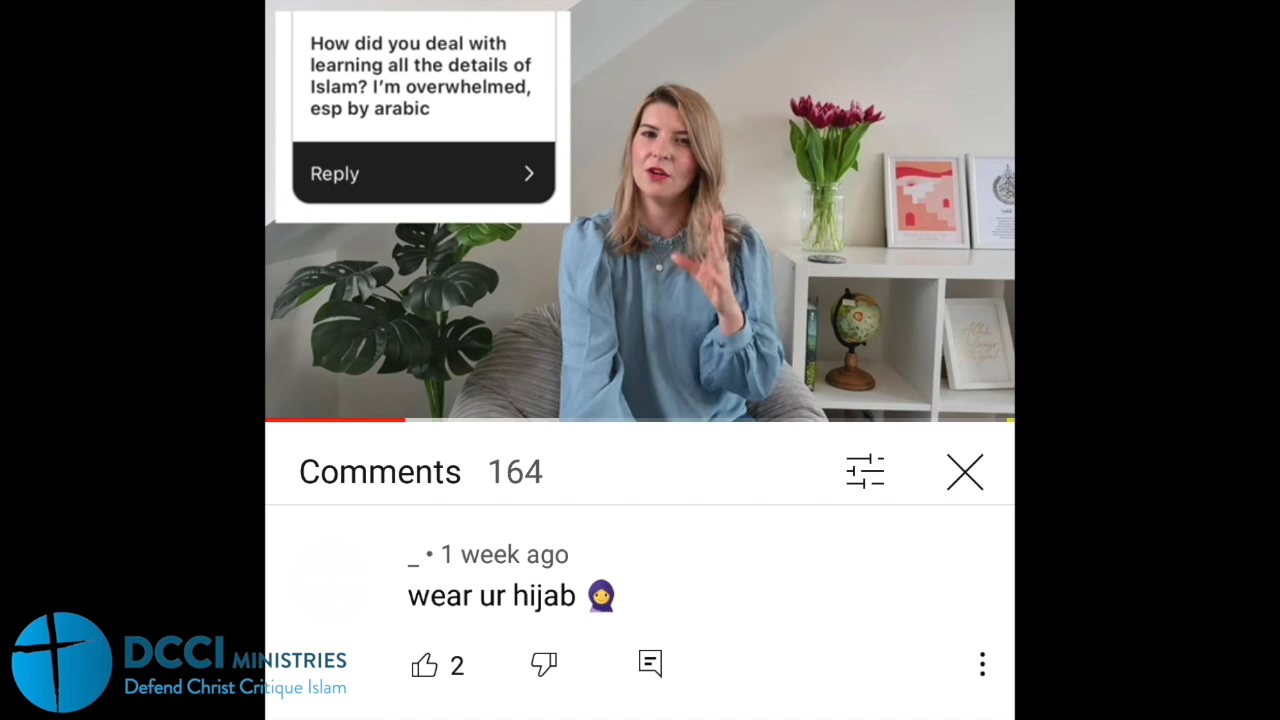 How did you deal with
learning all the details of
Islam? I'm overwhelmed,
esp by arabic
Reply
Comments 164
_ • 1 week ago
wear ur hijab 🧕
2
DCCI MINISTRIES
Defend Christ Critique Islam